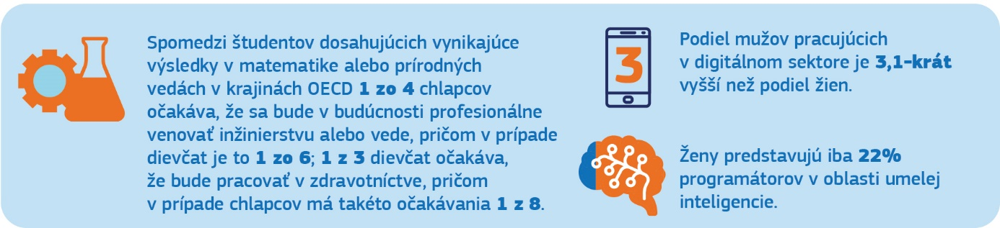 Spomedzi študentov dosahujúcich vynikajúce
výsledky v matematike alebo prírodných
vedách v krajinách OECD 1 zo 4 chlapcov
očakáva, že sa bude v budúcnosti profesionálne
venovať inžinierstvu alebo vede, pričom v prípade
dievčat je to 1 zo 6; 1 z 3 dievčat očakáva,
že bude pracovať v zdravotníctve, pričom
v prípade chlapcov má takéto očakávania 1 z 8.
3
Podiel mužov pracujúcich
v digitálnom sektore je 3,1-krát
vyšší než podiel žien.
Ženy predstavujú iba 22%
programátorov v oblasti umelej
inteligencie.